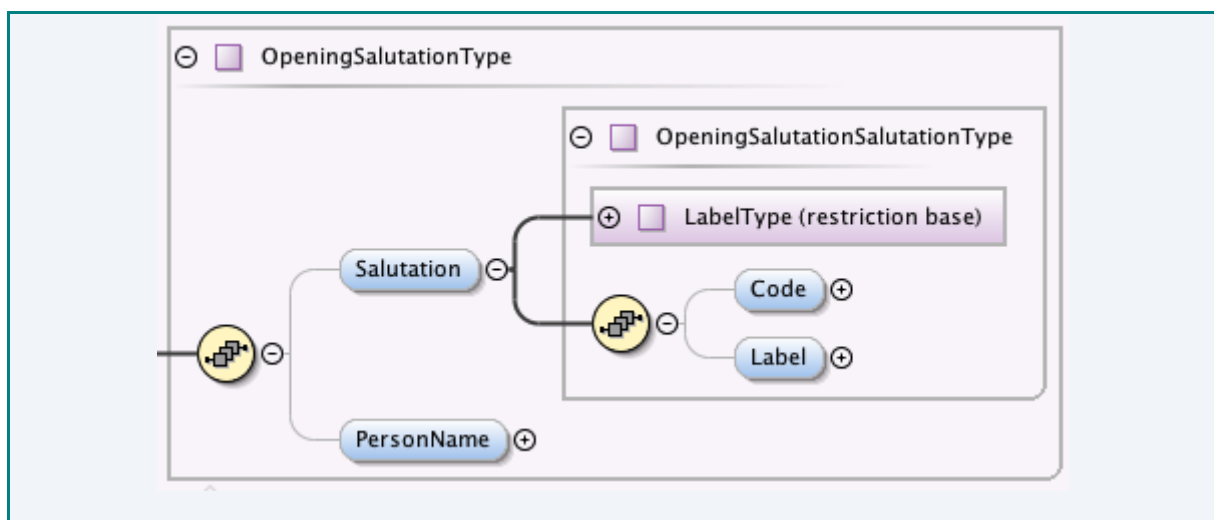 OpeningSalutationType
OpeningSalutationSalutationType
LabelType (restriction base)
Salutation
Code
Label
PersonName